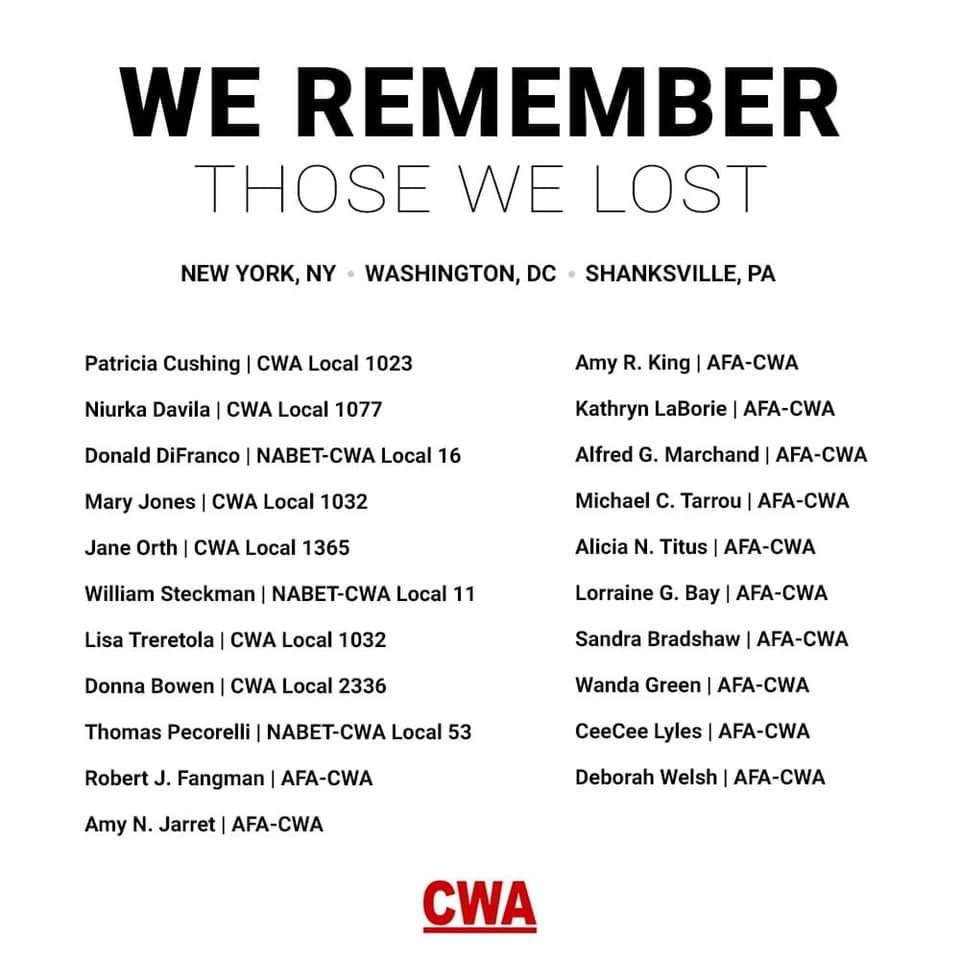 WE REMEMBER
THOSE WE LOST
NEW YORK, NY • WASHINGTON, DC • SHANKSVILLE, PA
Patricia Cushing | CWA Local 1023
Niurka Davila | CWA Local 1077
Donald DiFranco | NABET-CWA Local 16
Mary Jones | CWA Local 1032
Jane Orth | CWA Local 1365
William Steckman | NABET-CWA Local 11
Lisa Treretola | CWA Local 1032
Donna Bowen | CWA Local 2336
Thomas Pecorelli | NABET-CWA Local 53
Robert J. Fangman | AFA-CWA
Amy N. Jarret | AFA-CWA
Amy R. King | AFA-CWA
Kathryn LaBorie | AFA-CWA
Alfred G. Marchand | AFA-CWA
Michael C. Tarrou | AFA-CWA
Alicia N. Titus | AFA-CWA
Lorraine G. Bay | AFA-CWA
Sandra Bradshaw | AFA-CWA
Wanda Green | AFA-CWA
CeeCee Lyles | AFA-CWA
Deborah Welsh | AFA-CWA
CWA